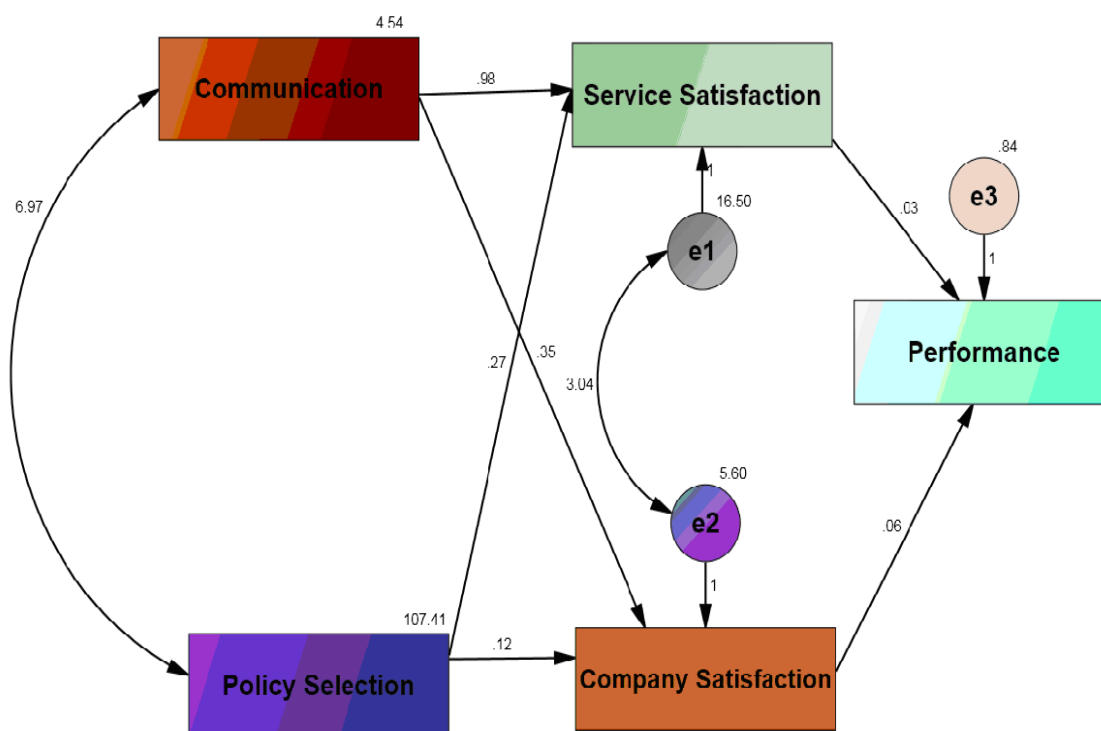 4.54
Communication
.98
Service Satisfaction
.84
e3
1
16.50
.03
6.97
e1
1
Performance
.27
.35
3.04
5.60
e2
.06
1
107.41
.12
Policy Selection
Company Satisfaction